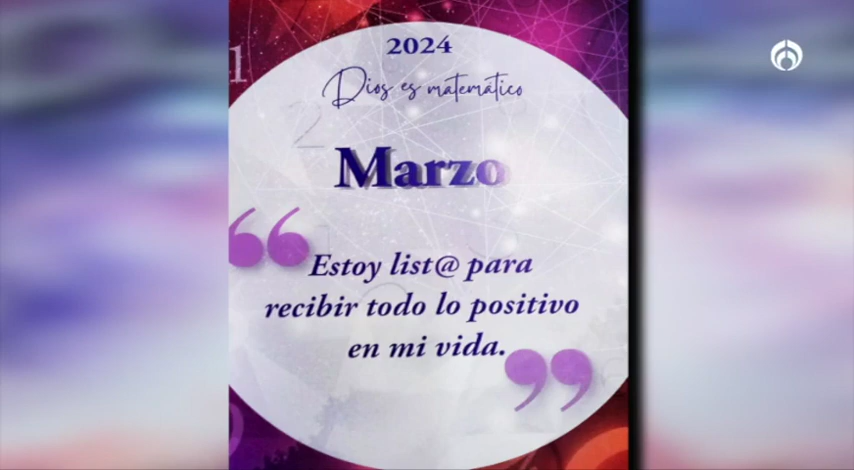 2024
Dios es matemático
Marzo
“Estoy list@ para
recibir todo lo positivo
en mi vida.”